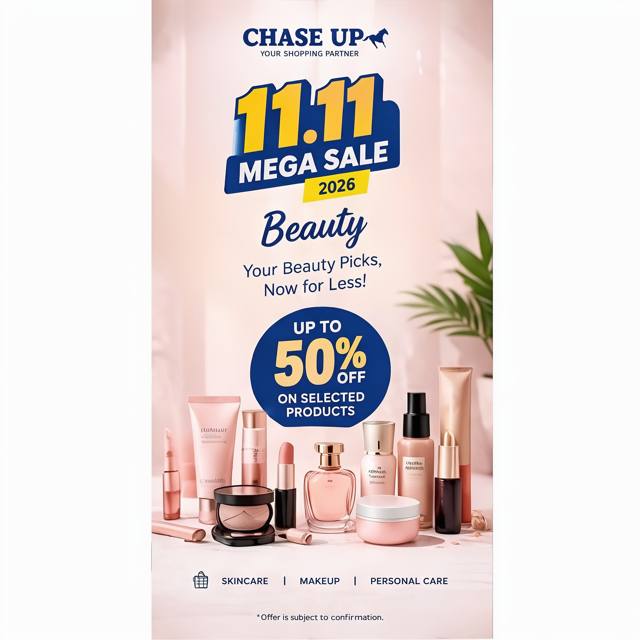 CHASE UP
YOUR SHOPPING PARTNER
11.11
MEGA SALE
2026
Beauty
Your Beauty Picks,
Now for Less!
UP TO
50%
OFF
ON SELECTED
PRODUCTS
SKINCARE | MAKEUP | PERSONAL CARE
*Offer is subject to confirmation.